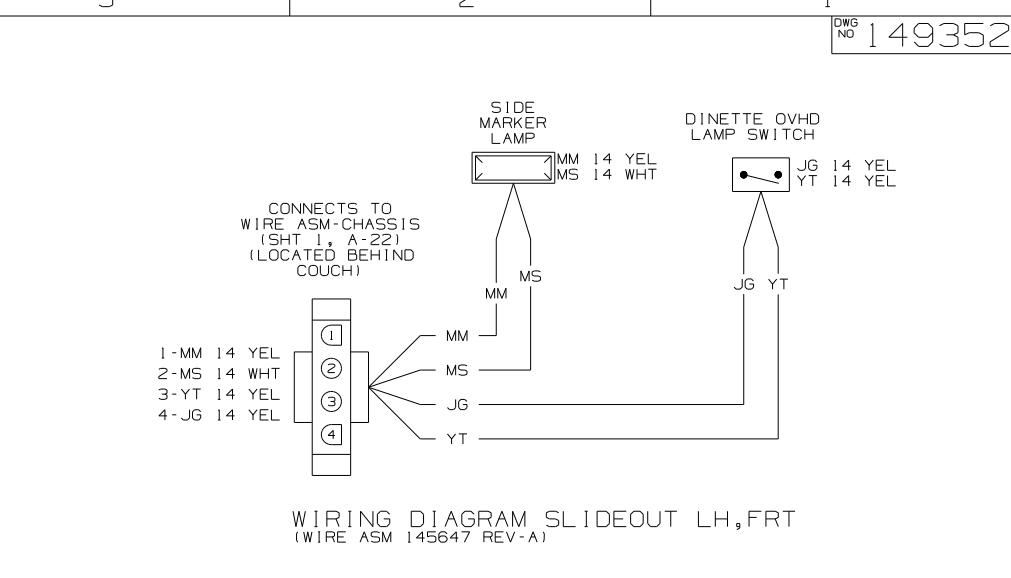 3 2 1
DWG
NO 149352
SIDE
MARKER
LAMP
MM 14 YEL
MS 14 WHT
DINETTE OVHD
LAMP SWITCH
JG 14 YEL
YT 14 YEL
CONNECTS TO
WIRE ASM-CHASSIS
(SHT 1, A-22)
(LOCATED BEHIND
COUCH)
MS
MM
JG YT
1
2
3
4
1-MM 14 YEL
2-MS 14 WHT
3-YT 14 YEL
4-JG 14 YEL
MM
MS
JG
YT
WIRING DIAGRAM SLIDEOUT LH,FRT
(WIRE ASM 145647 REV-A)